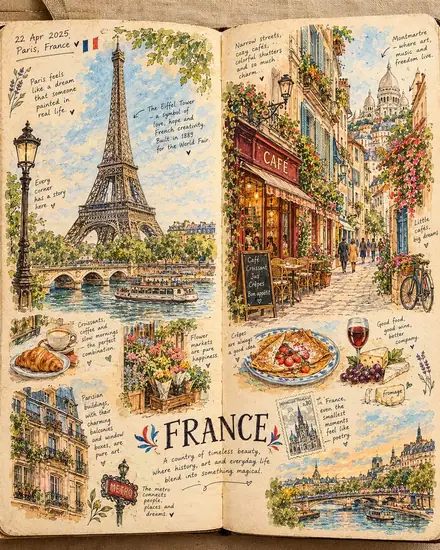 22 Apr 2025,
Paris, France
Paris feels
like a dream
that someone
painted in
real life.
The Eiffel Tower
- a symbol of
love, hope and
French creativity.
Built in 1889
for the World Fair
Every
corner
has a story
here.
Croissants,
coffee and
slow mornings
the perfect
combination.
Flower
markets
are pure
happiness.
Parisian
buildings
with their
charming
balconies
and window
boxes, are
pure art.
METRO
The metro
connects
people,
places and
dreams.
FRANCE
A country of timeless beauty,
where history, art and everyday life
blend into something magical.
Narrow streets,
cozy cafés,
colorful shutters
and so much
charm.
Montmartre
- where art,
music and
freedom live.
CAFÉ
Café
Croissant
Crêpes
Bon appétit
Little
cafés,
big dreams
Crêpes
are always
a good idea
Good food,
good wine,
better
company.
fromage
In France,
even the
smallest
moments
feel like
poetry.